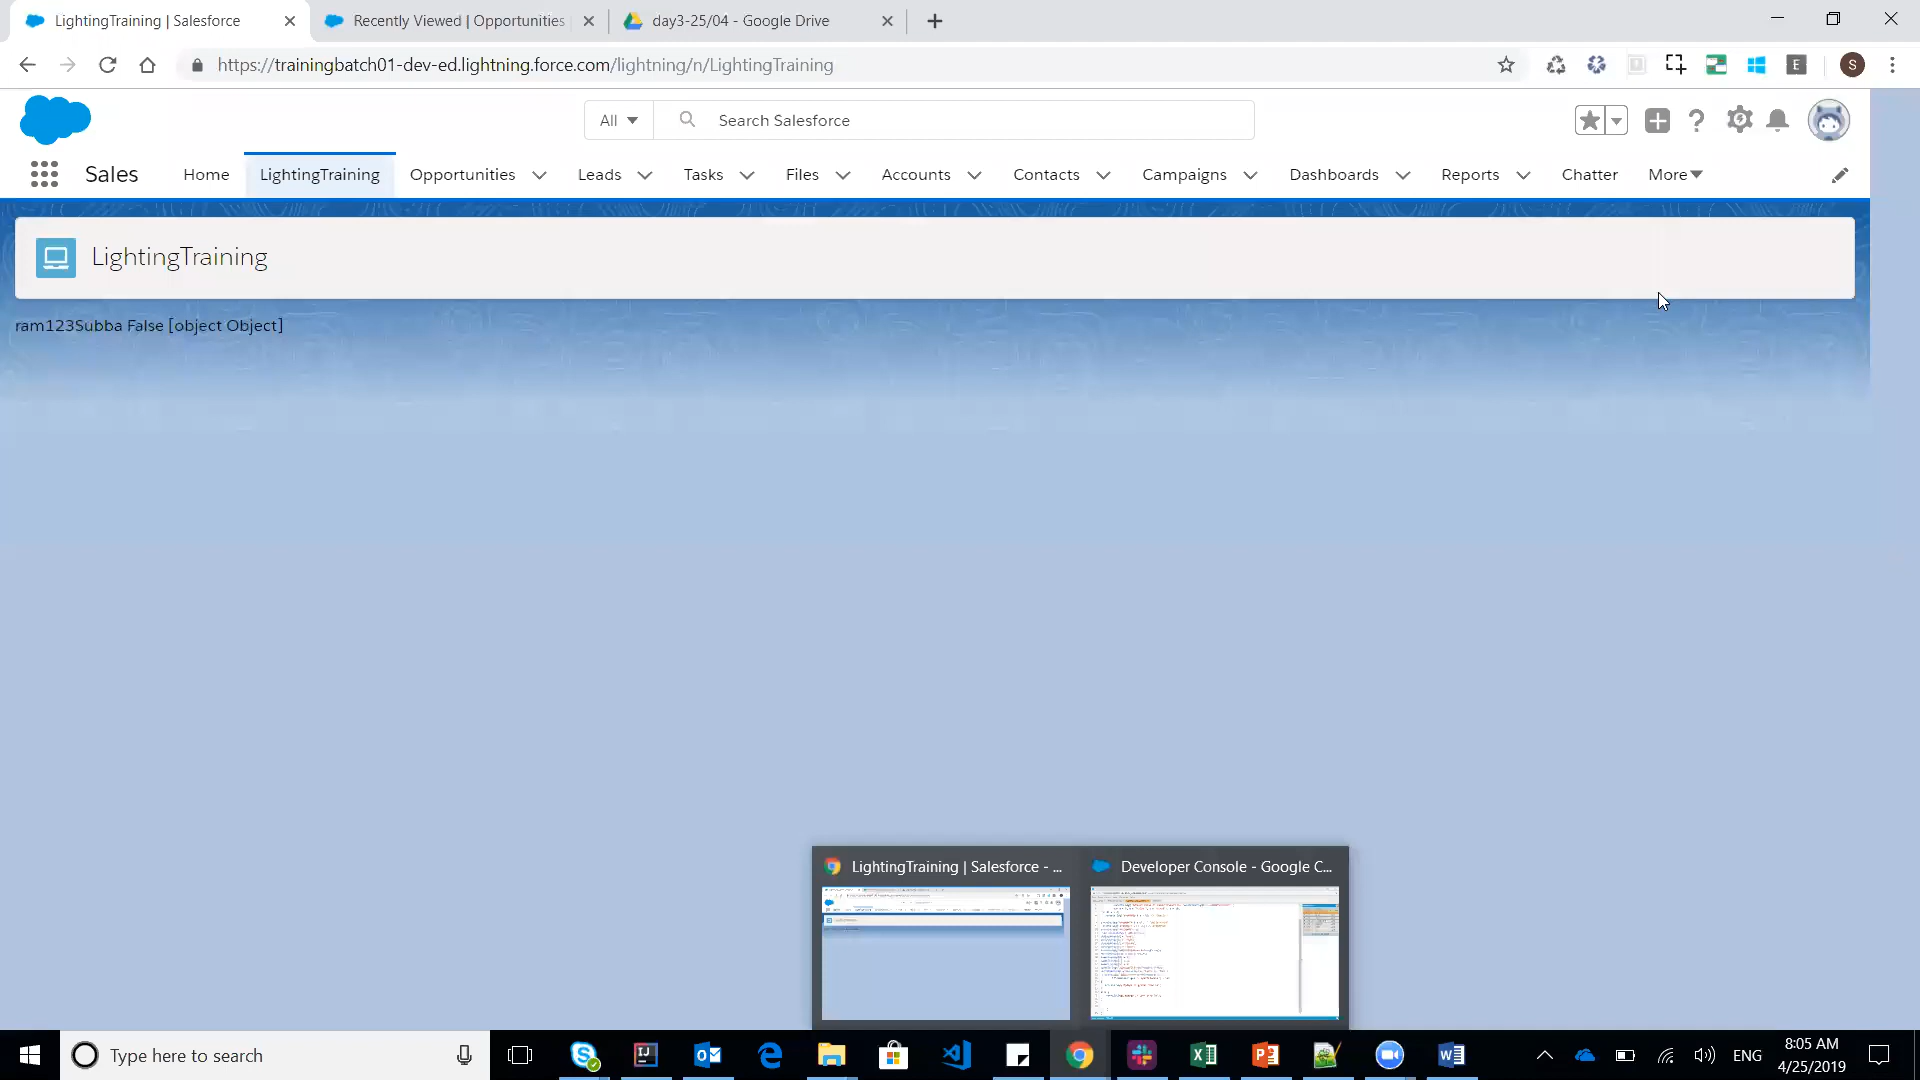 LightingTraining | Salesforce
Recently Viewed | Opportunities
day3-25/04 - Google Drive
https://trainingbatch01-dev-ed.lightning.force.com/lightning/n/LightingTraining
E
S
All
Search Salesforce
Sales
Home
LightingTraining
Opportunities
Leads
Tasks
Files
Accounts
Contacts
Campaigns
Dashboards
Reports
Chatter
More
LightingTraining
ram123Subba False [object Object]
LightingTraining | Salesforce - ...
Developer Console - Google C...
Type here to search
ENG
8:05 AM
4/25/2019